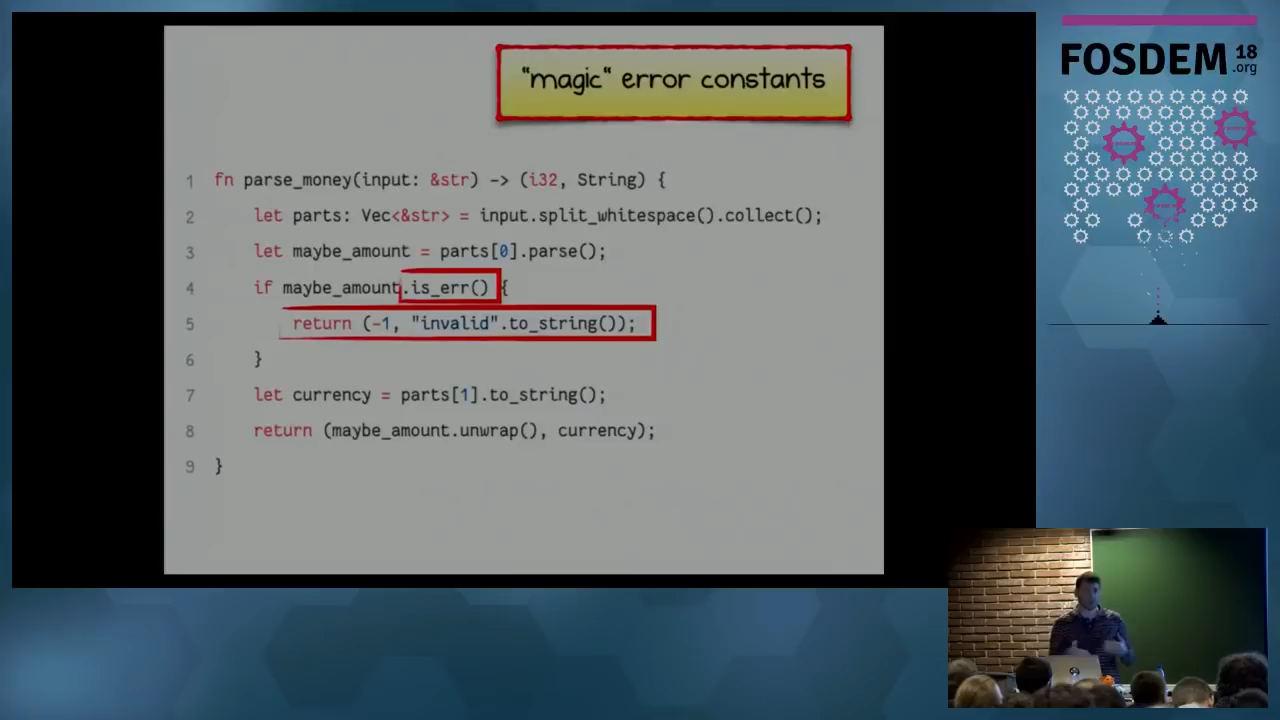 "magic" error constants
1 fn parse_money(input: &str) -> (i32, String) {
2 let parts: Vec<&str> = input.split_whitespace().collect();
3 let maybe_amount = parts[0].parse();
4 if maybe_amount.is_err() {
5 return (-1, "invalid".to_string());
6 }
7 let currency = parts[1].to_string();
8 return (maybe_amount.unwrap(), currency);
9 }
FOSDEM 18
.org